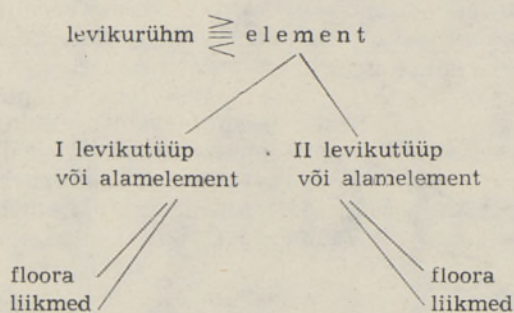 levikurühm ⪌ element
I levikutüüp
või alamelement
II levikutüüp
või alamelement
floora
liikmed
floora
liikmed